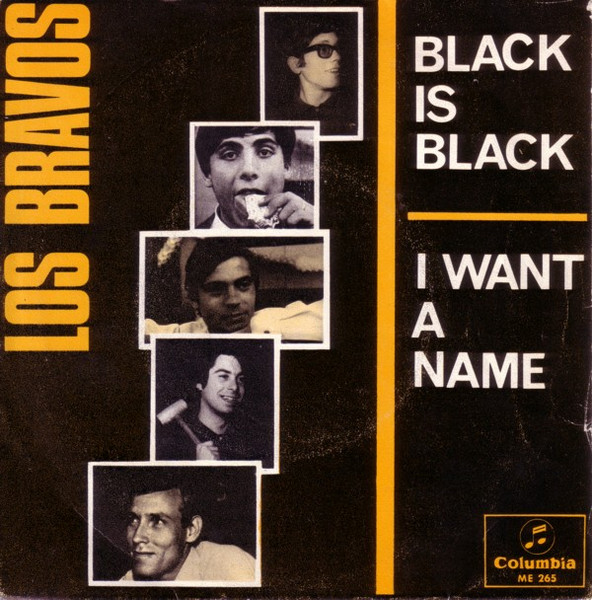 LOS BRAVOS
BLACK
IS
BLACK
I WANT
A
NAME
Columbia
ME 265